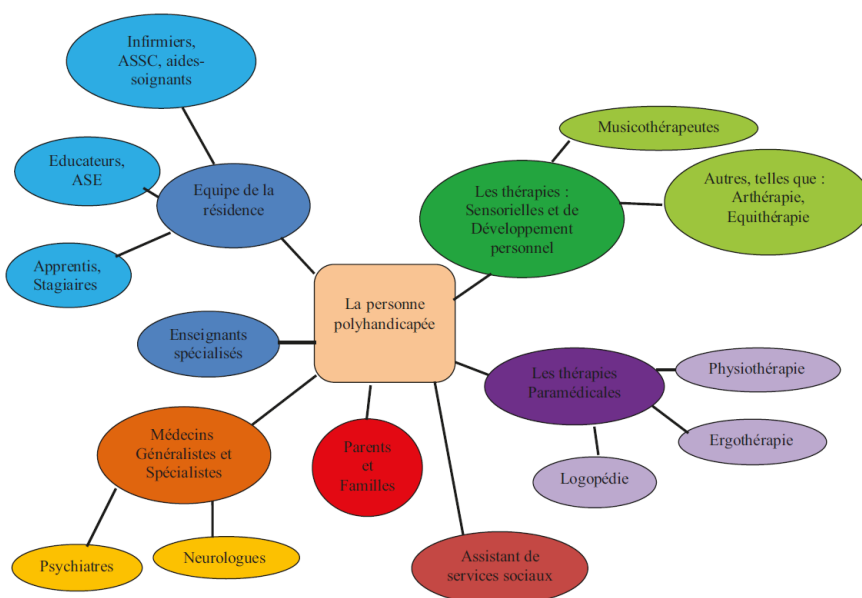 Infirmiers,
ASSC, aides-
soignants
Educateurs,
ASE
Equipe de la
résidence
Apprentis,
Stagiaires
Musicothérapeutes
Autres, telles que :
Arthérapie,
Equithérapie
Les thérapies :
Sensorielles et de
Développement
personnel
La personne
polyhandicapée
Enseignants
spécialisés
Les thérapies
Paramédicales
Physiothérapie
Ergothérapie
Logopédie
Médecins
Généralistes et
Spécialistes
Parents
et
Familles
Psychiatres
Neurologues
Assistant de
services sociaux